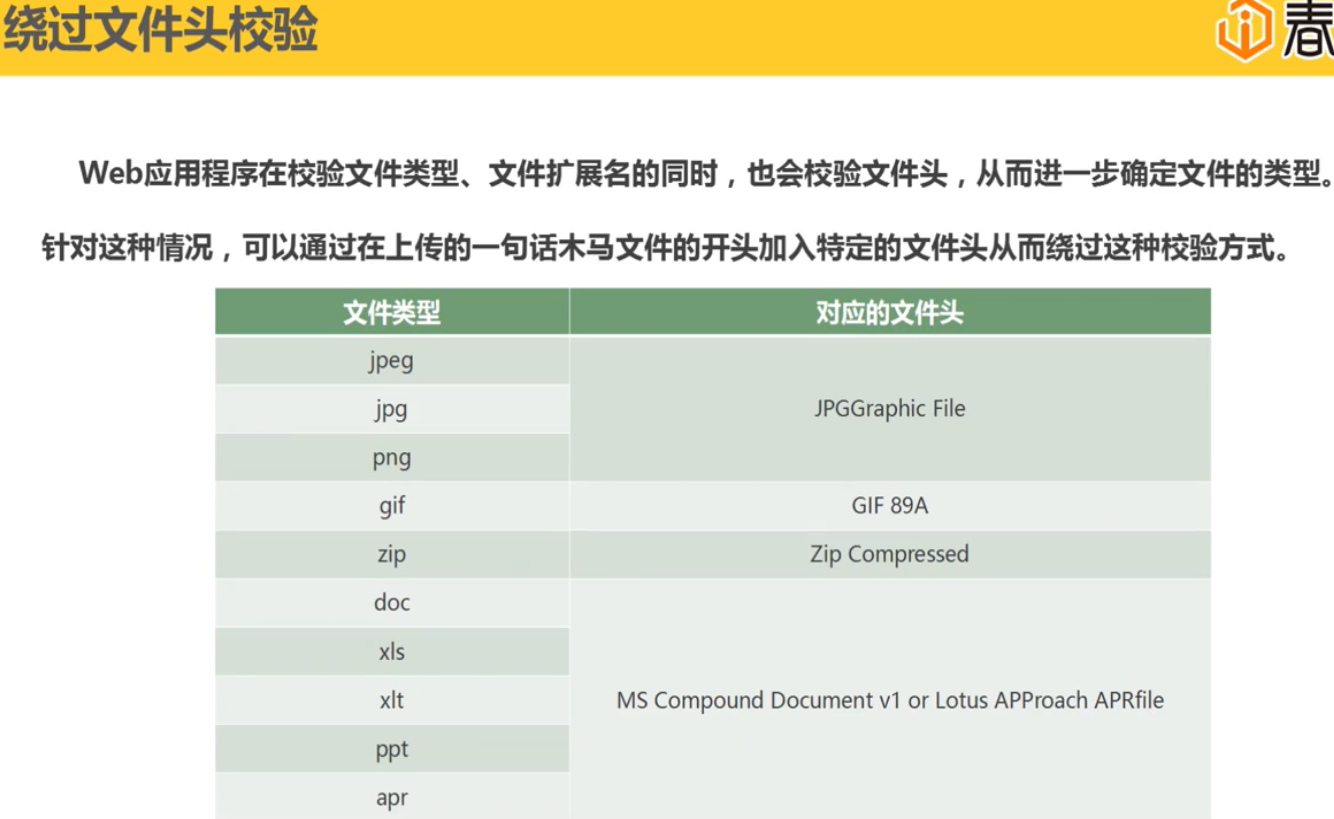 绕过文件头校验
春
Web应用程序在校验文件类型、文件扩展名的同时，也会校验文件头，从而进一步确定文件的类型。
针对这种情况，可以通过在上传的一句话木马文件的开头加入特定的文件头从而绕过这种校验方式。
文件类型 对应的文件头
jpeg
jpg JPGGraphic File
png
gif GIF 89A
zip Zip Compressed
doc
xls
xlt MS Compound Document v1 or Lotus APProach APRfile
ppt
apr